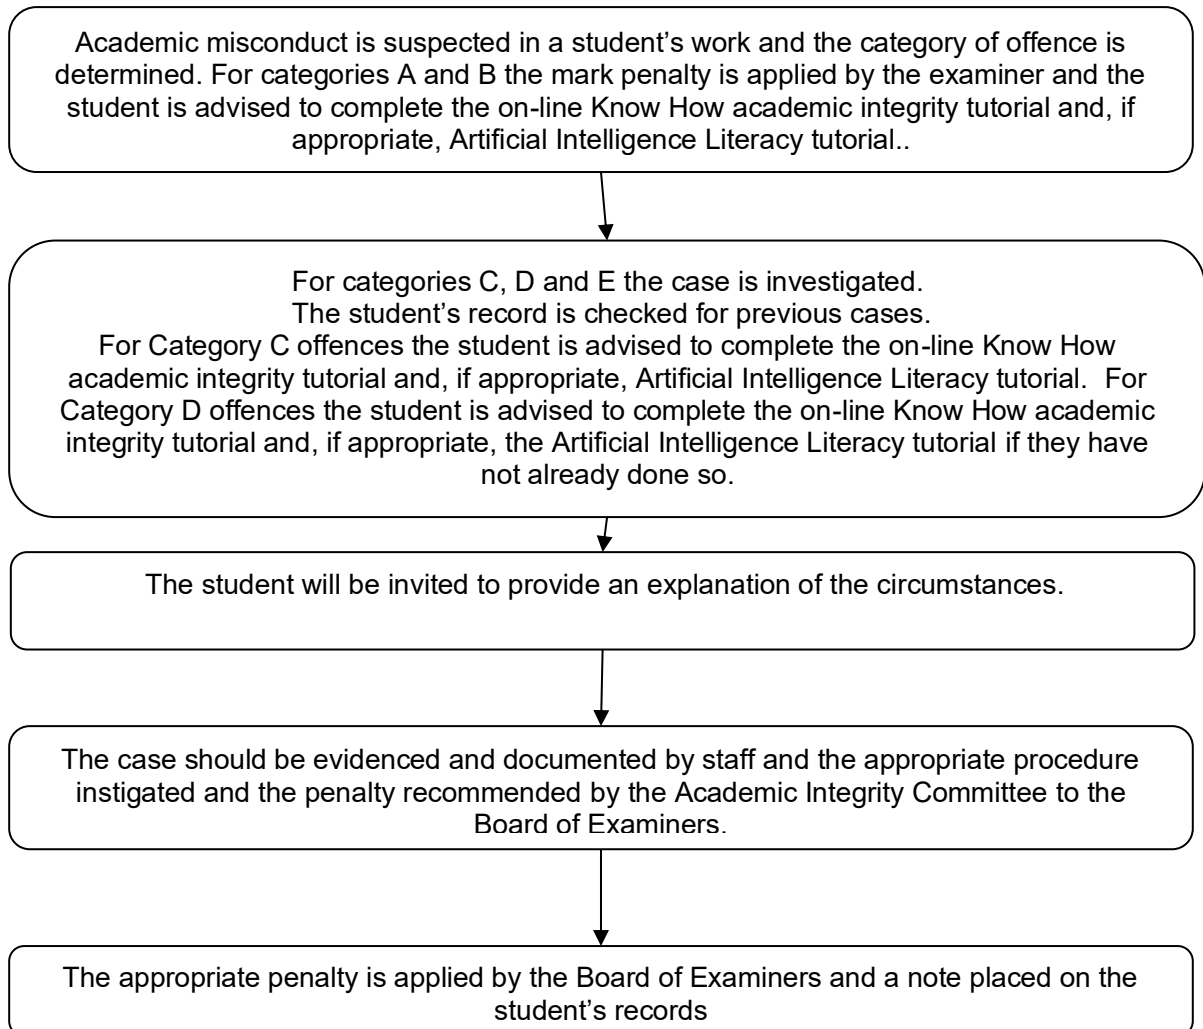 Academic misconduct is suspected in a student’s work and the category of offence is
determined. For categories A and B the mark penalty is applied by the examiner and the
student is advised to complete the on-line Know How academic integrity tutorial and, if
appropriate, Artificial Intelligence Literacy tutorial..
For categories C, D and E the case is investigated.
The student’s record is checked for previous cases.
For Category C offences the student is advised to complete the on-line Know How
academic integrity tutorial and, if appropriate, Artificial Intelligence Literacy tutorial.  For
Category D offences the student is advised to complete the on-line Know How academic
integrity tutorial and, if appropriate, the Artificial Intelligence Literacy tutorial if they have
not already done so.
The student will be invited to provide an explanation of the circumstances.
The case should be evidenced and documented by staff and the appropriate procedure
instigated and the penalty recommended by the Academic Integrity Committee to the
Board of Examiners.
The appropriate penalty is applied by the Board of Examiners and a note placed on the
student’s records